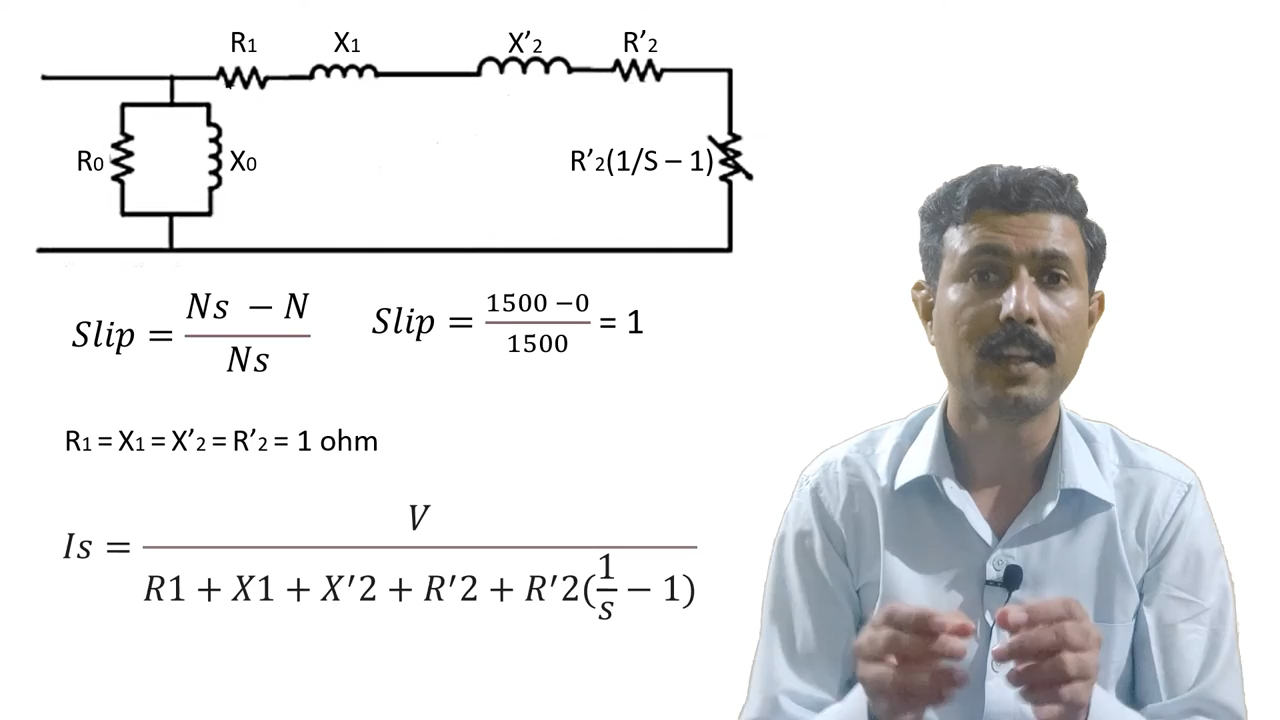 R1 X1 X’2 R’2
R0 X0 R’2(1/S – 1)
Slip = Ns − N / Ns Slip = 1500 −0 / 1500 = 1
R1 = X1 = X’2 = R’2 = 1 ohm
Is = V / R1 + X1 + X′2 + R′2 + R′2(1/s − 1)